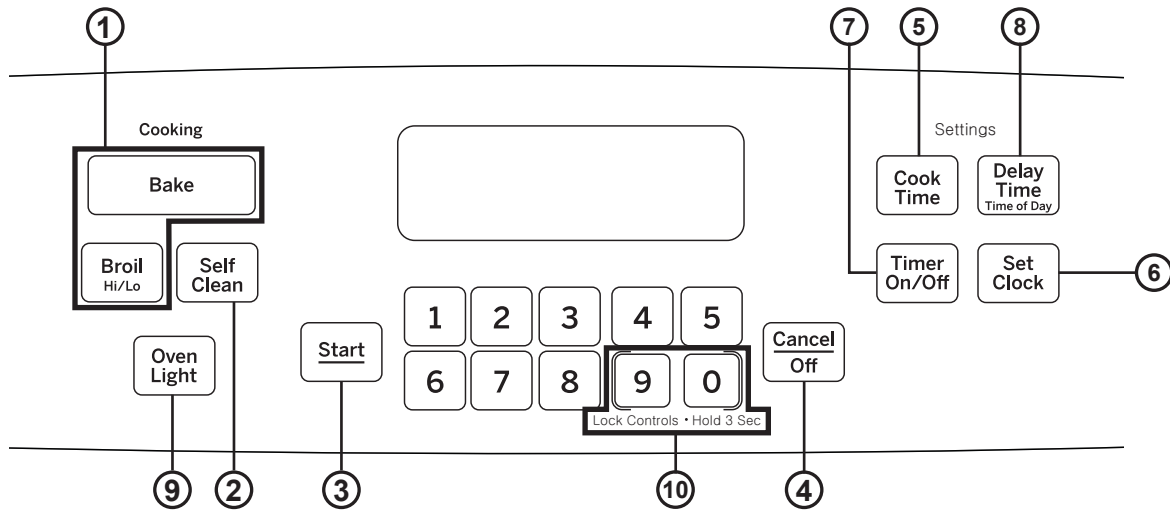 1
7
5
8
Cooking
Settings
Bake
Cook
Time
Delay
Time
Time of Day
Broil
Hi/Lo
Self
Clean
Timer
On/Off
Set
Clock
6
1 2 3 4 5
Oven
Light
Start
Cancel
Off
6 7 8 9 0
Lock Controls • Hold 3 Sec
9
2
3
10
4